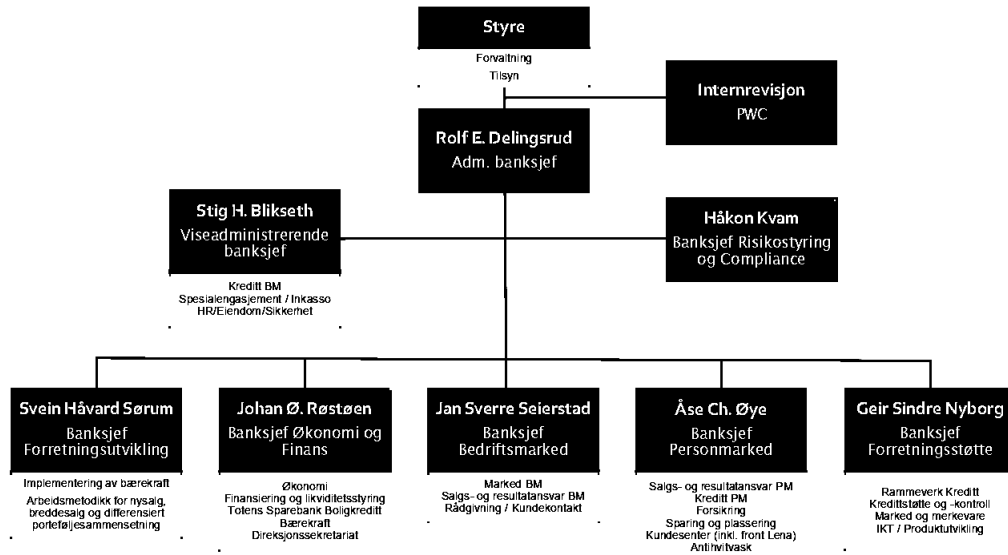 Styre
Forvaltning
Tilsyn
Internrevisjon
PWC
Rolf E. Delingsrud
Adm. banksjef
Stig H. Blikseth
Viseadministrerende
banksjef
Kreditt BM
Spesialengasjement / Inkasso
HR/Eiendom/Sikkerhet
Håkon Kvam
Banksjef Risikostyring
og Compliance
Svein Håvard Sørum
Banksjef
Forretningsutvikling
Implementering av bærekraft
Arbeidsmetodikk for nysalg,
breddesalg og differensiert
porteføljesammensetning
Johan Ø. Røstøen
Banksjef Økonomi og
Finans
Økonomi
Finansiering og likviditetsstyring
Totens Sparebank Boligkreditt
Bærekraft
Direksjonssekretariat
Jan Sverre Seierstad
Banksjef
Bedriftsmarked
Marked BM
Salgs- og resultatansvar BM
Rådgivning / Kundekontakt
Åse Ch. Øye
Banksjef
Personmarked
Salgs- og resultatansvar PM
Kreditt PM
Forsikring
Sparing og plassering
Kundesenter (inkl. front Lena)
Antihvitvask
Geir Sindre Nyborg
Banksjef
Forretningsstøtte
Rammeverk Kreditt
Kredittstøtte og -kontroll
Marked og merkevare
IKT / Produktutvikling